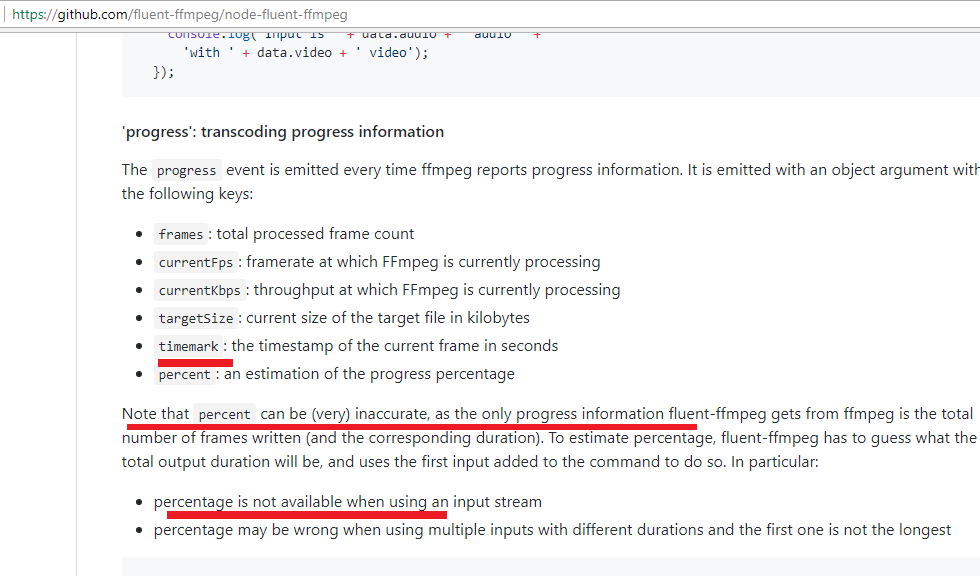 https://github.com/fluent-ffmpeg/node-fluent-ffmpeg
console.log('Input is ' + data.audio + ' audio ' +
'with ' + data.video + ' video');
});
'progress': transcoding progress information
The progress event is emitted every time ffmpeg reports progress information. It is emitted with an object argument with
the following keys:
• frames : total processed frame count
• currentFps : framerate at which FFmpeg is currently processing
• currentKbps : throughput at which FFmpeg is currently processing
• targetSize : current size of the target file in kilobytes
• timemark : the timestamp of the current frame in seconds
• percent : an estimation of the progress percentage
Note that percent can be (very) inaccurate, as the only progress information fluent-ffmpeg gets from ffmpeg is the total
number of frames written (and the corresponding duration). To estimate percentage, fluent-ffmpeg has to guess what the
total output duration will be, and uses the first input added to the command to do so. In particular:
• percentage is not available when using an input stream
• percentage may be wrong when using multiple inputs with different durations and the first one is not the longest